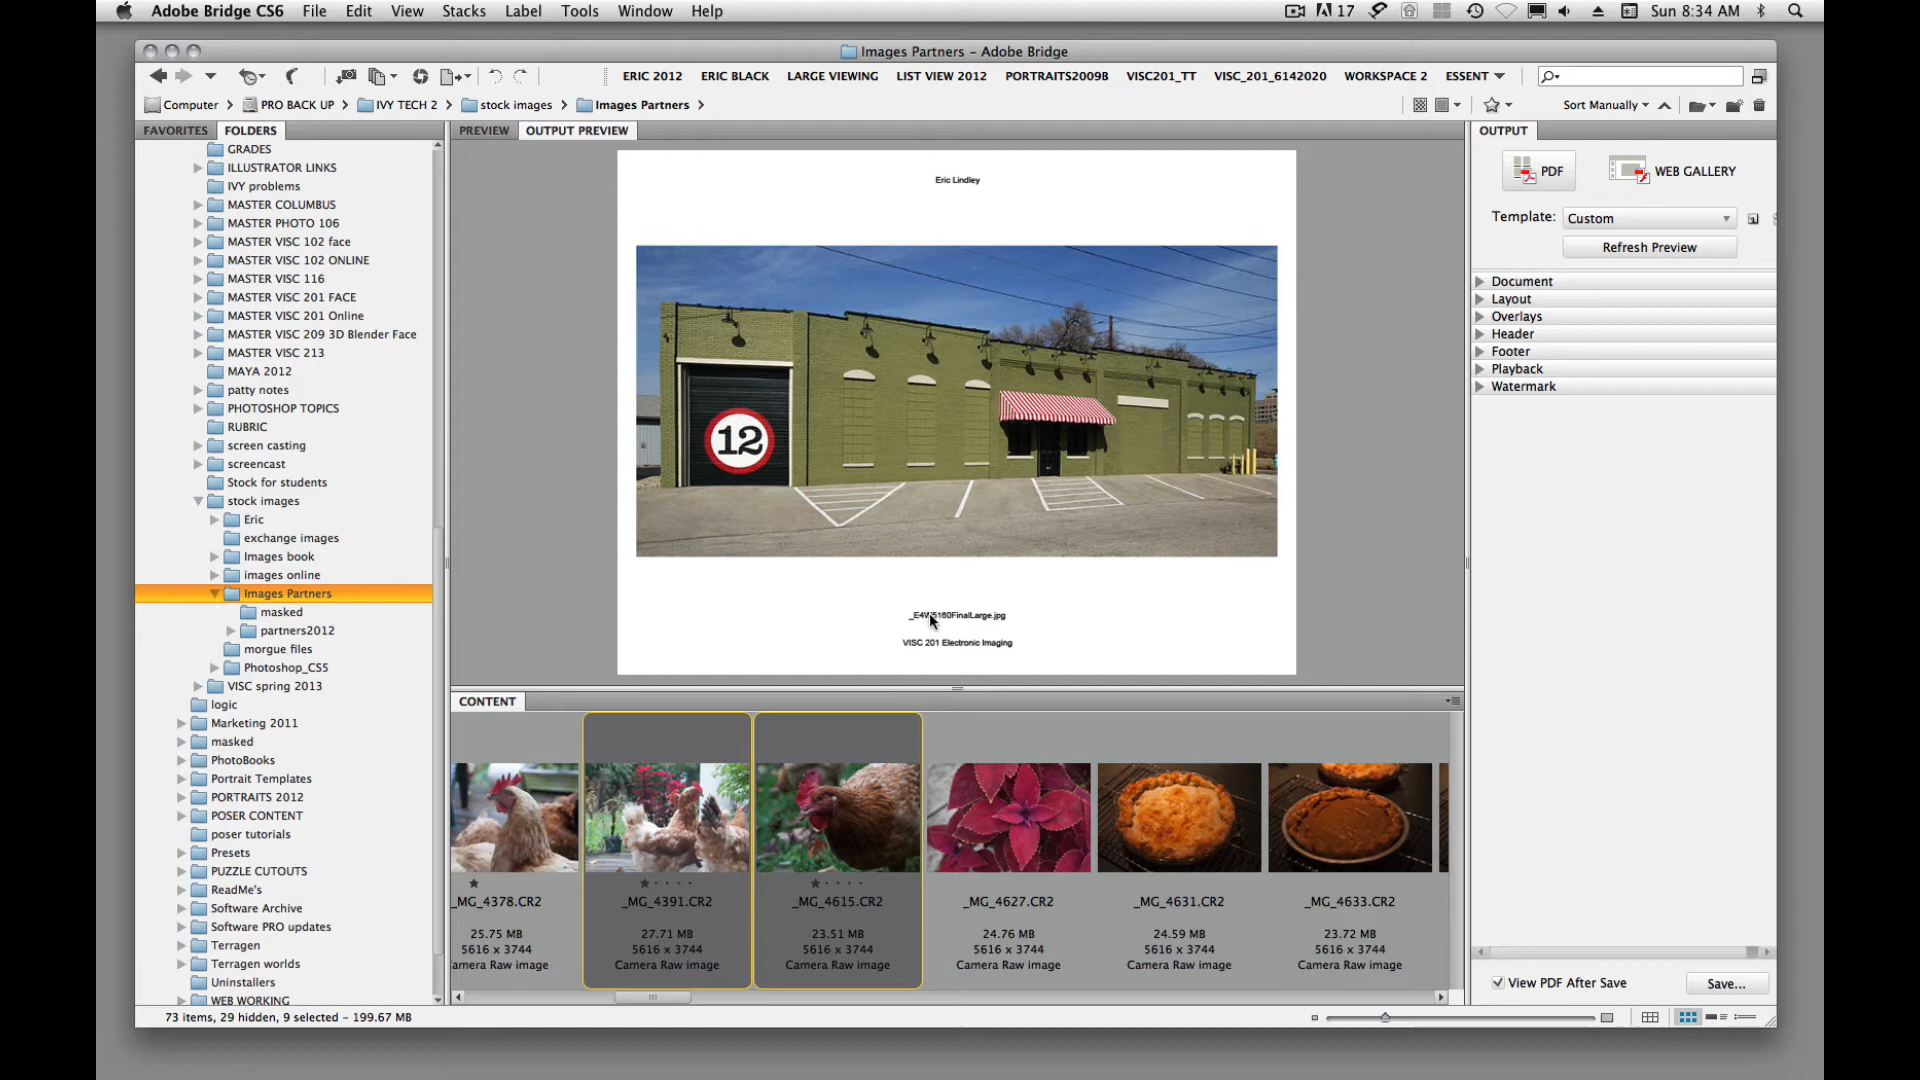 Adobe Bridge CS6 File Edit View Stacks Label Tools Window Help 17 Sun 8:34 AM
Images Partners – Adobe Bridge
ERIC 2012 ERIC BLACK LARGE VIEWING LIST VIEW 2012 PORTRAITS2009B VISC201_TT VISC_201_6142020 WORKSPACE 2 ESSENT
Computer PRO BACK UP IVY TECH 2 stock images Images Partners Sort Manually
FAVORITES FOLDERS
GRADES
ILLUSTRATOR LINKS
IVY problems
MASTER COLUMBUS
MASTER PHOTO 106
MASTER VISC 102 face
MASTER VISC 102 ONLINE
MASTER VISC 116
MASTER VISC 201 FACE
MASTER VISC 201 Online
MASTER VISC 209 3D Blender Face
MASTER VISC 213
MAYA 2012
patty notes
PHOTOSHOP TOPICS
RUBRIC
screen casting
screencast
Stock for students
stock images
Eric
exchange images
Images book
images online
Images Partners
masked
partners2012
morgue files
Photoshop_CS5
VISC spring 2013
logic
Marketing 2011
masked
PhotoBooks
Portrait Templates
PORTRAITS 2012
POSER CONTENT
poser tutorials
Presets
PUZZLE CUTOUTS
ReadMe's
Software Archive
Software PRO updates
Terragen
Terragen worlds
Uninstallers
WEB WORKING
PREVIEW OUTPUT PREVIEW
Eric Lindley
12
_E4W5160FinalLarge.jpg
VISC 201 Electronic Imaging
CONTENT
_MG_4378.CR2 _MG_4391.CR2 _MG_4615.CR2 _MG_4627.CR2 _MG_4631.CR2 _MG_4633.CR2
25.75 MB 27.71 MB 23.51 MB 24.76 MB 24.59 MB 23.72 MB
5616 x 3744 5616 x 3744 5616 x 3744 5616 x 3744 5616 x 3744 5616 x 3744
amera Raw image Camera Raw image Camera Raw image Camera Raw image Camera Raw image Camera Raw image
OUTPUT
PDF WEB GALLERY
Template: Custom
Refresh Preview
Document
Layout
Overlays
Header
Footer
Playback
Watermark
View PDF After Save Save...
73 items, 29 hidden, 9 selected – 199.67 MB